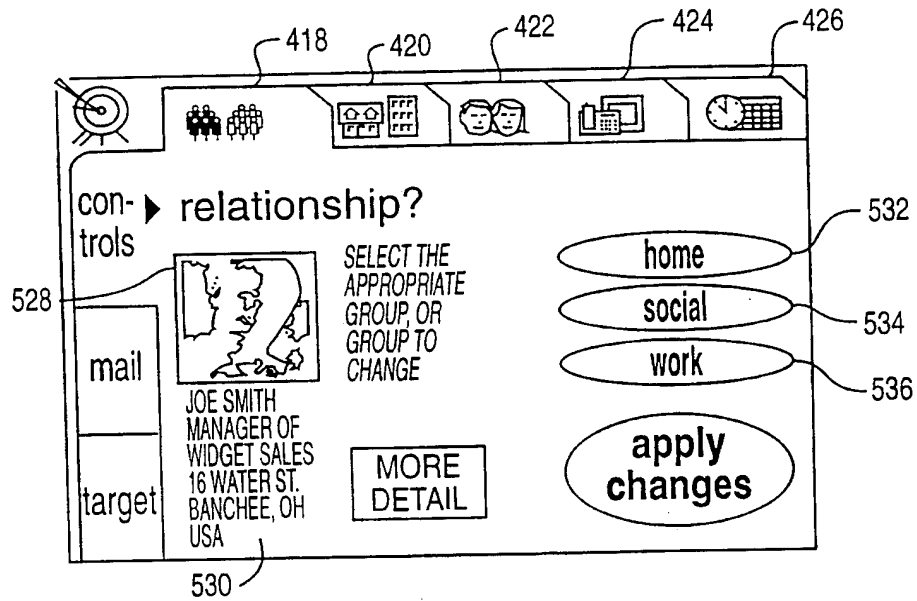 418
420
422
424
426
con-
trols
relationship?
528
SELECT THE
APPROPRIATE
GROUP, OR
GROUP TO
CHANGE
home
532
social
534
work
536
mail
target
JOE SMITH
MANAGER OF
WIDGET SALES
16 WATER ST.
BANCHEE, OH
USA
530
MORE
DETAIL
apply
changes